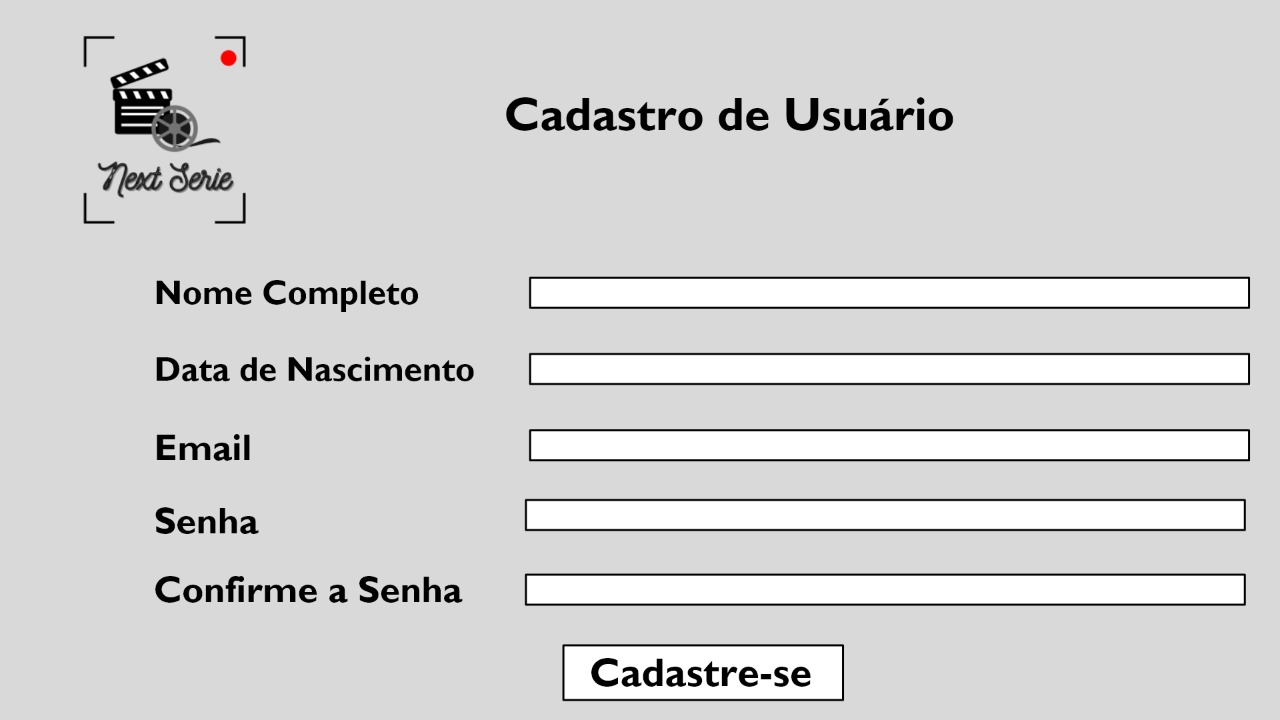 Next Serie
Cadastro de Usuário
Nome Completo
Data de Nascimento
Email
Senha
Confirme a Senha
Cadastre-se